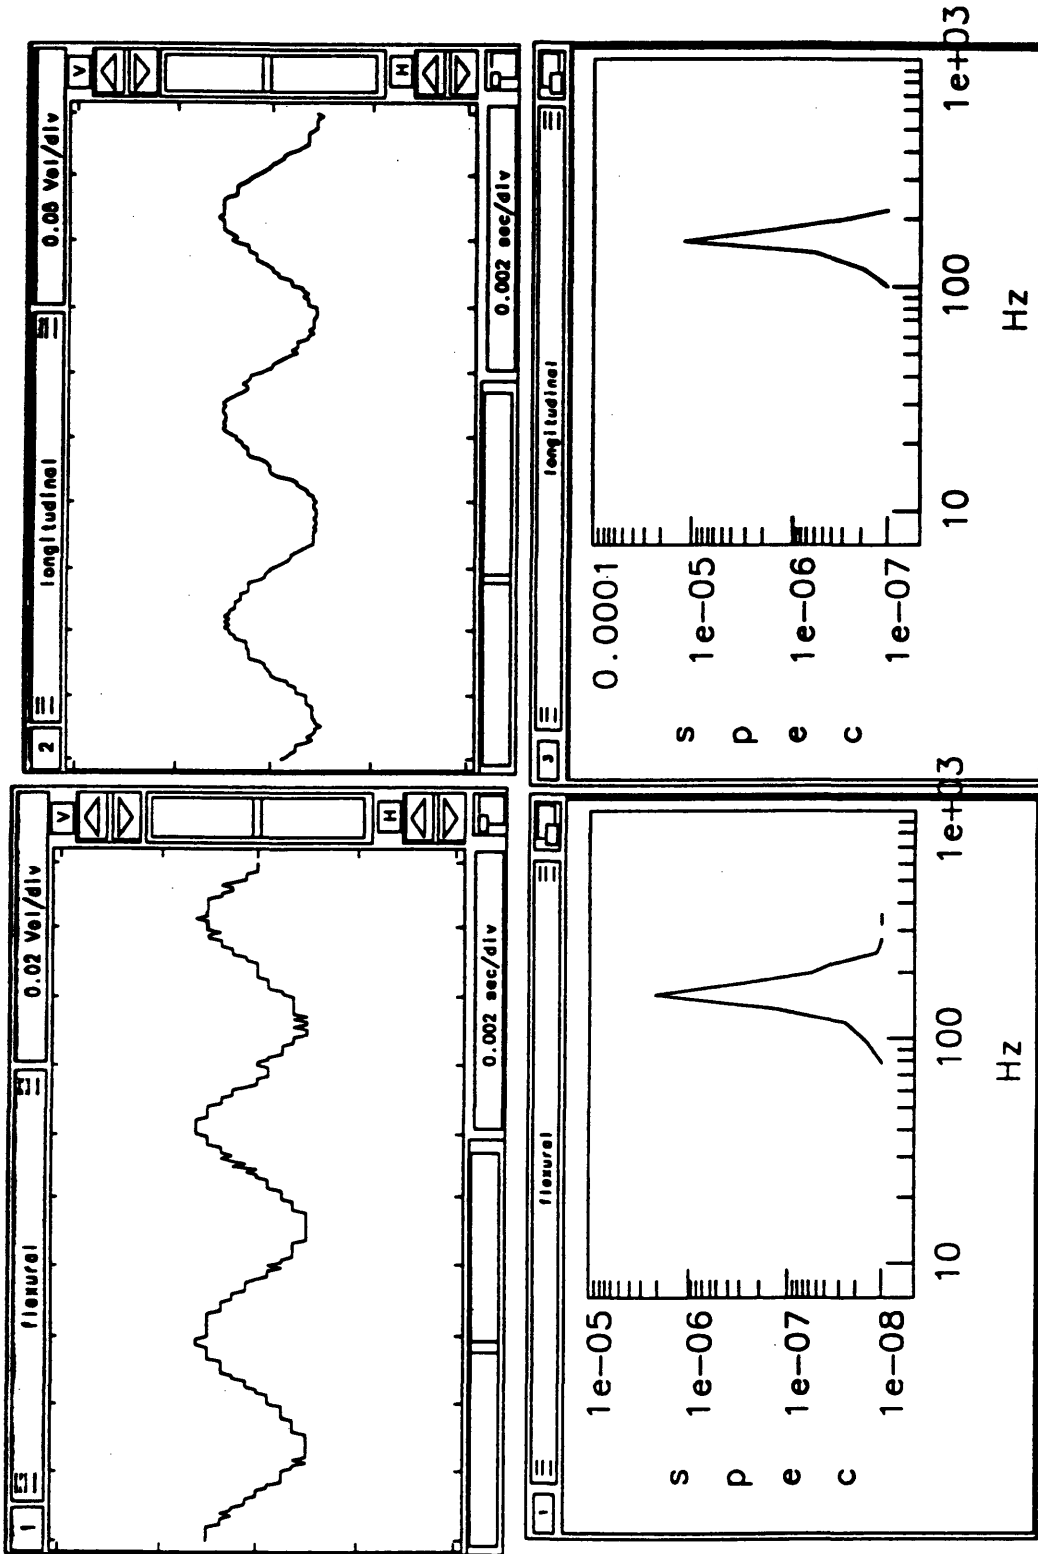 1
flexural
0.02 Vol/div
V
H
0.002 sec/div
2
longitudinal
0.08 Vol/div
V
H
0.002 sec/div
1
flexural
1e-05
1e-06
1e-07
1e-08
s
p
e
c
10
100
1e+03
Hz
3
longitudinal
0.0001
1e-05
1e-06
1e-07
s
p
e
c
10
100
1e+03
Hz